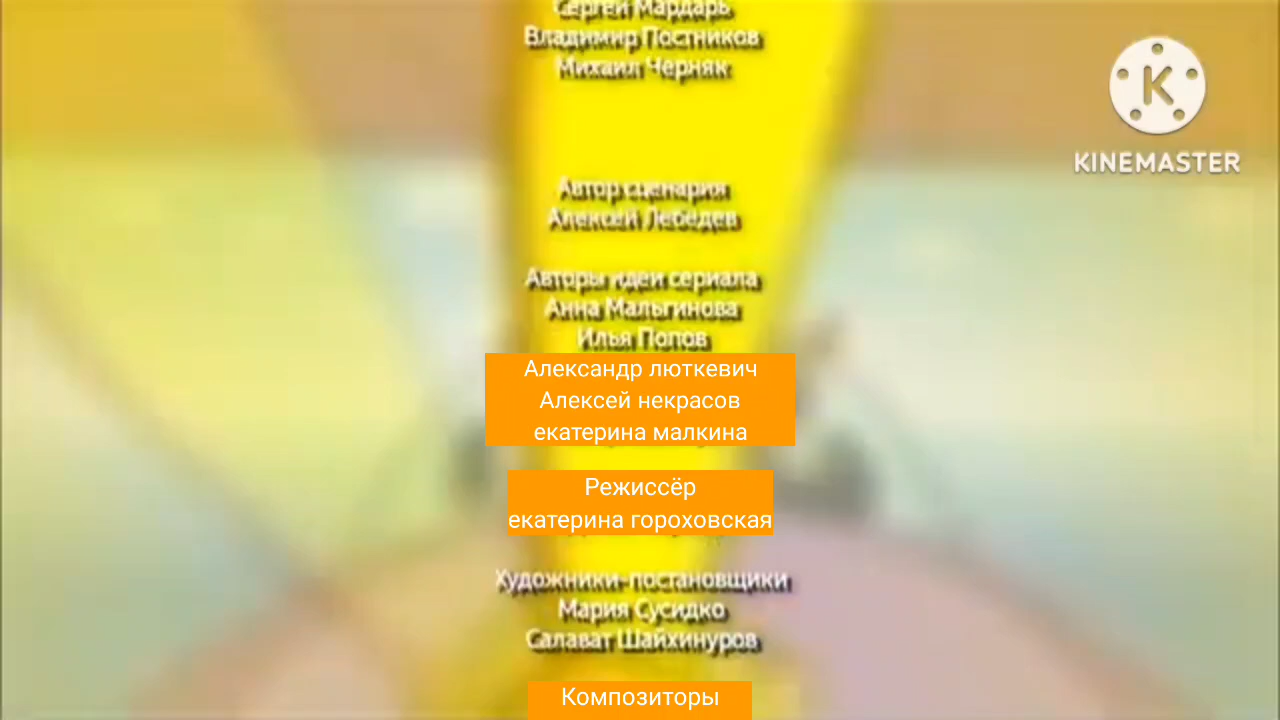 Сергей Мардарь
Владимир Постников
Михаил Черняк
KINEMASTER
Автор сценария
Алексей Лебедев
Авторы идеи сериала
Анна Мальгинова
Илья Попов
Александр люткевич
Алексей некрасов
екатерина малкина
Режиссёр
екатерина гороховская
Художники-постановщики
Мария Сусидко
Салават Шайхинуров
Композиторы